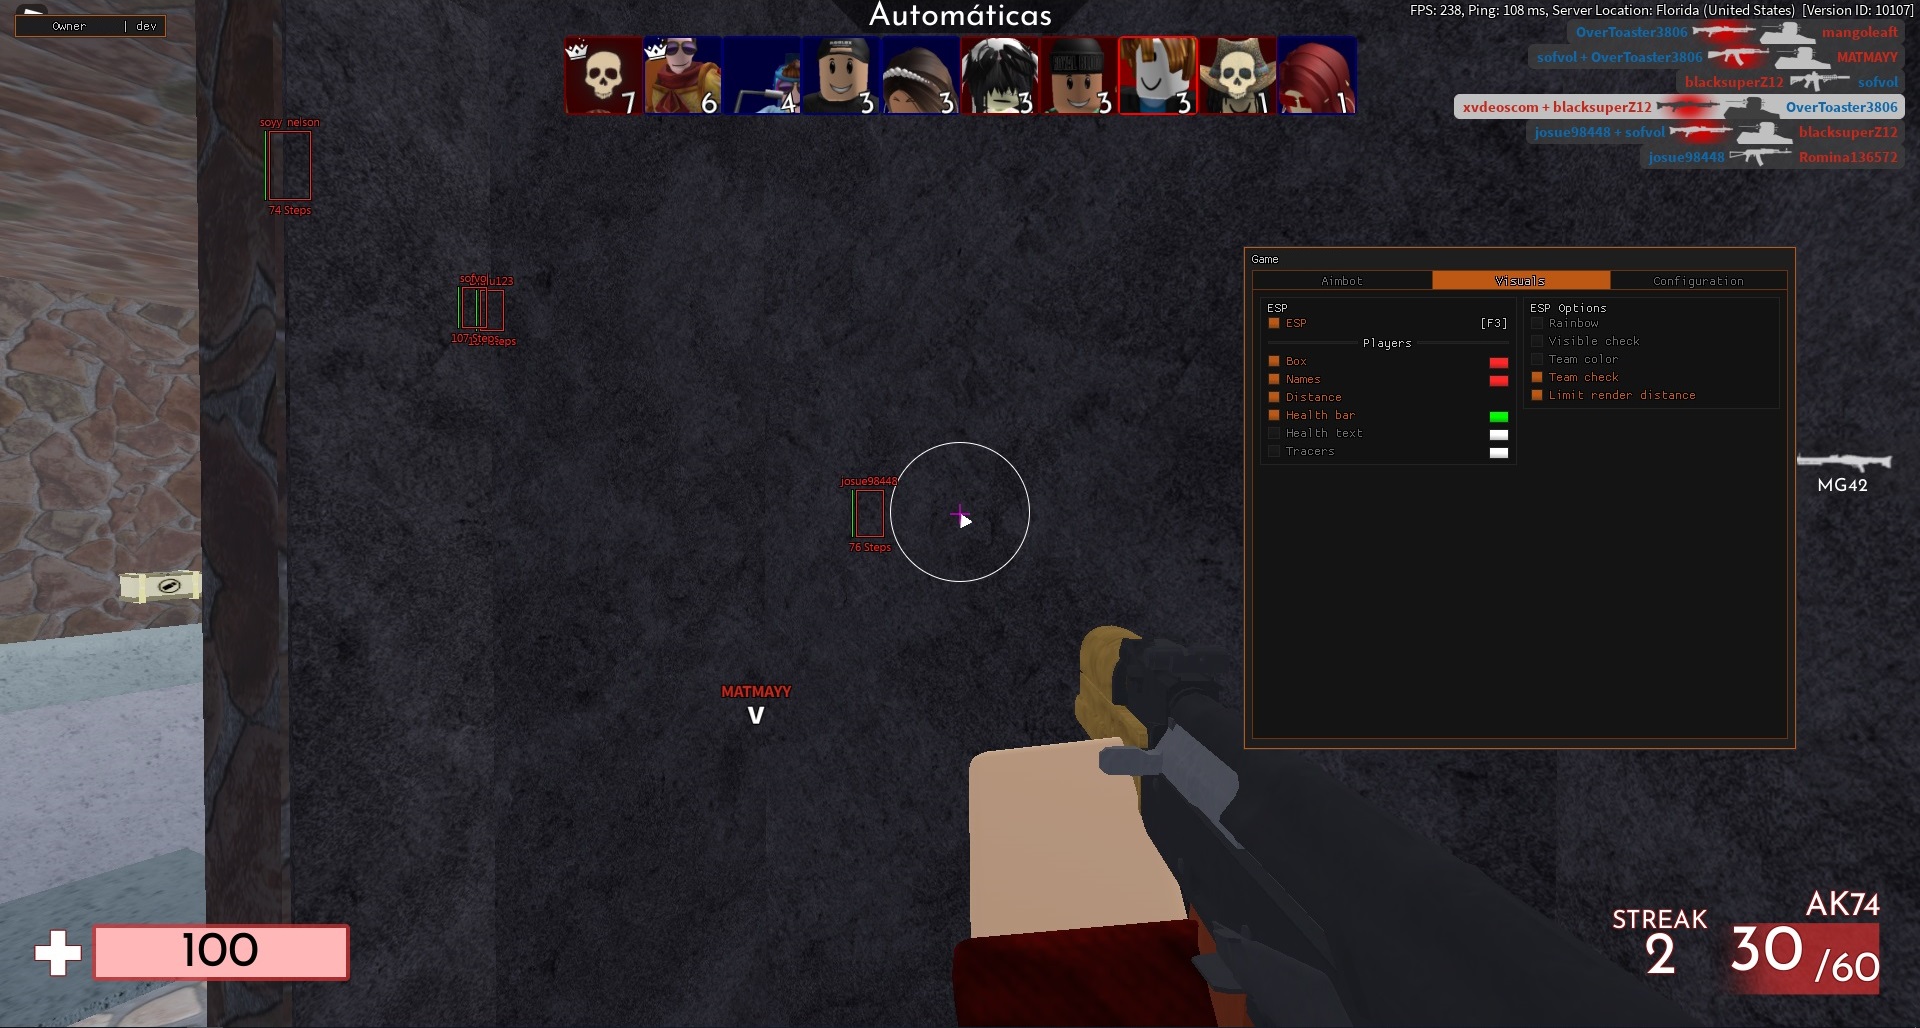 Owner | dev
Automáticas
FPS: 238, Ping: 108 ms, Server Location: Florida (United States) [Version ID: 10107]
7
6
4
3
3
3
3
3
1
1
OverToaster3806 mangoleaft
sofvol + OverToaster3806 MATMAYY
blacksuperZ12 sofvol
xvdeoscom + blacksuperZ12 OverToaster3806
josue98448 + sofvol blacksuperZ12
josue98448 Romina136572
soyy_nelson
74 Steps
sofvol
u123
107 Steps
Steps
josue98448
76 Steps
MATMAYY
V
Game
Aimbot Visuals Configuration
ESP
ESP [F3]
Players
Box
Names
Distance
Health bar
Health text
Tracers
ESP Options
Rainbow
Visible check
Team color
Team check
Limit render distance
MG42
100
STREAK
2
AK74
30 /60